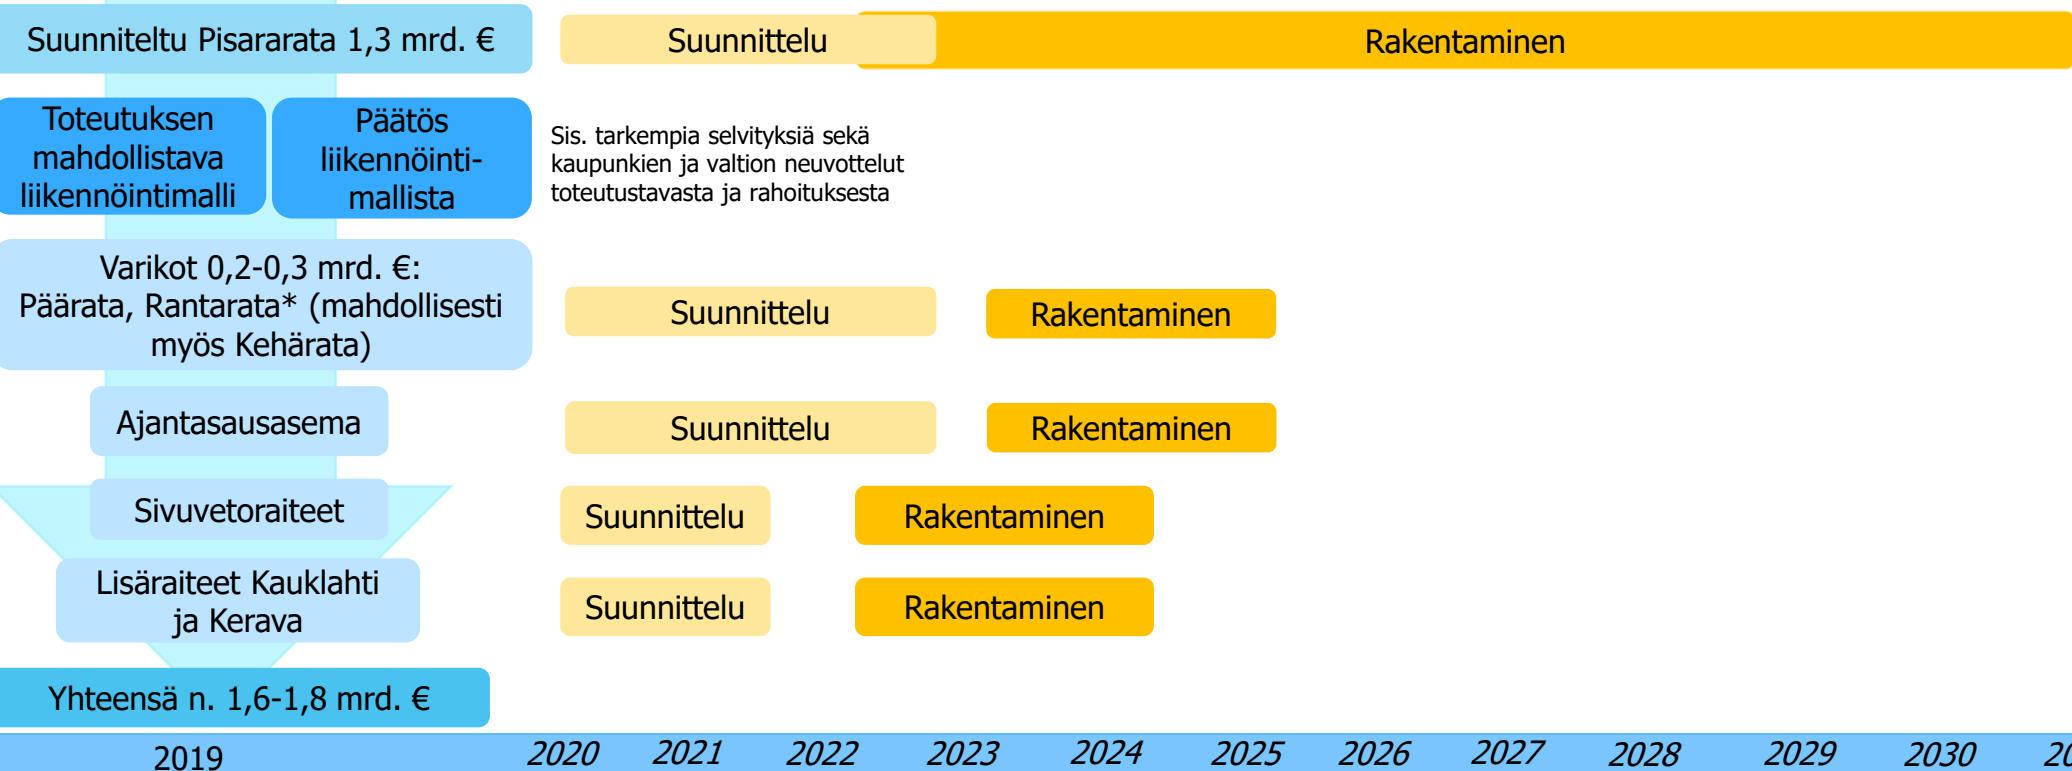 Suunniteltu Pisararata 1,3 mrd. €
Suunnittelu
Rakentaminen
Toteutuksen
mahdollistava
liikennöintimalli
Päätös
liikennöinti-
mallista
Sis. tarkempia selvityksiä sekä
kaupunkien ja valtion neuvottelut
toteutustavasta ja rahoituksesta
Varikot 0,2-0,3 mrd. €:
Päärata, Rantarata* (mahdollisesti
myös Kehärata)
Suunnittelu
Rakentaminen
Ajantasausasema
Suunnittelu
Rakentaminen
Sivuvetoraiteet
Suunnittelu
Rakentaminen
Lisäraiteet Kauklahti
ja Kerava
Suunnittelu
Rakentaminen
Yhteensä n. 1,6-1,8 mrd. €
2019 2020 2021 2022 2023 2024 2025 2026 2027 2028 2029 2030